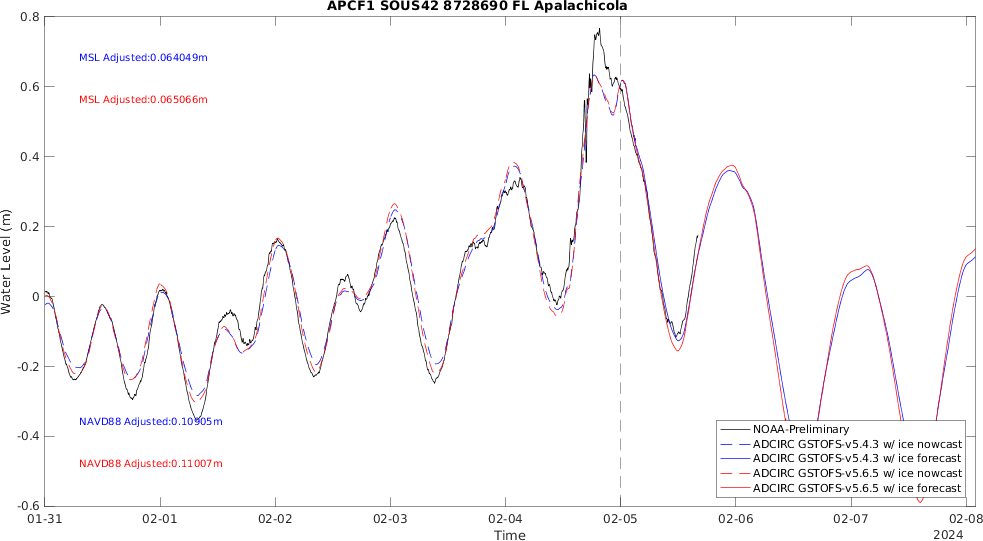 APCF1 SOUS42 8728690 FL Apalachicola
0.8
MSL Adjusted:0.064049m
0.6
MSL Adjusted:0.065066m
0.4
0.2
Water Level (m)
0
-0.2
NAVD88 Adjusted:0.10905m
-0.4
NAVD88 Adjusted:0.11007m
-0.6
NOAA-Preliminary
ADCIRC GSTOFS-v5.4.3 w/ ice nowcast
ADCIRC GSTOFS-v5.4.3 w/ ice forecast
ADCIRC GSTOFS-v5.6.5 w/ ice nowcast
ADCIRC GSTOFS-v5.6.5 w/ ice forecast
01-31 02-01 02-02 02-03 02-04 02-05 02-06 02-07 02-08
Time
2024